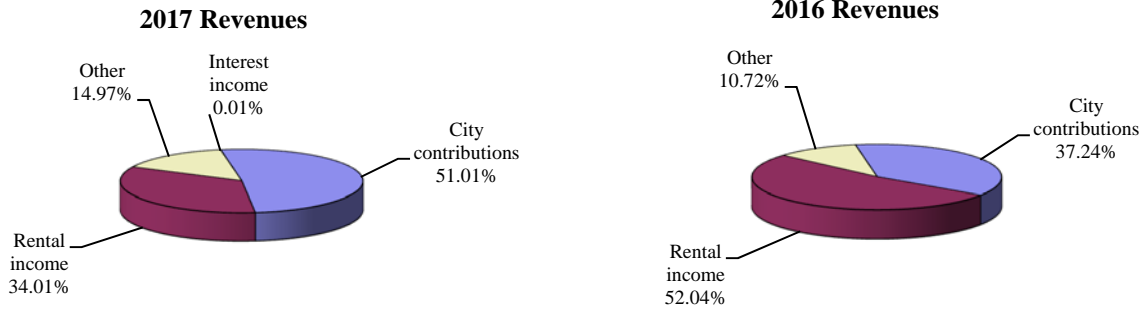 2017 Revenues
Other
14.97%
Interest
income
0.01%
City
contributions
51.01%
Rental
income
34.01%
2016 Revenues
Other
10.72%
City
contributions
37.24%
Rental
income
52.04%